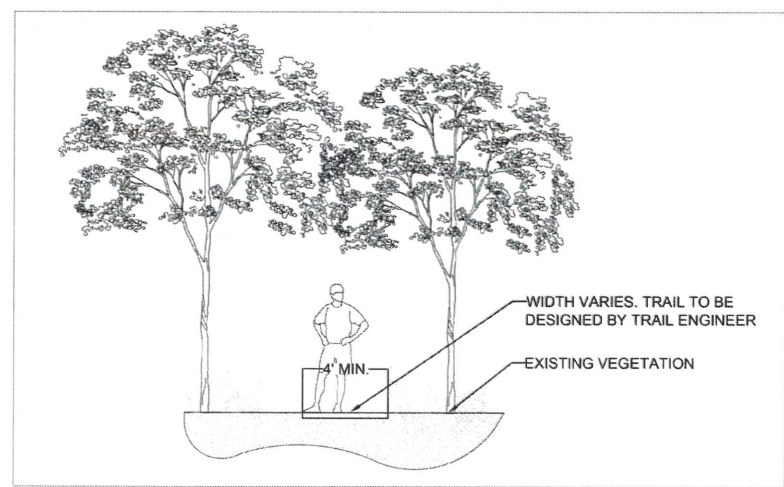 WIDTH VARIES. TRAIL TO BE
DESIGNED BY TRAIL ENGINEER
4' MIN.
EXISTING VEGETATION